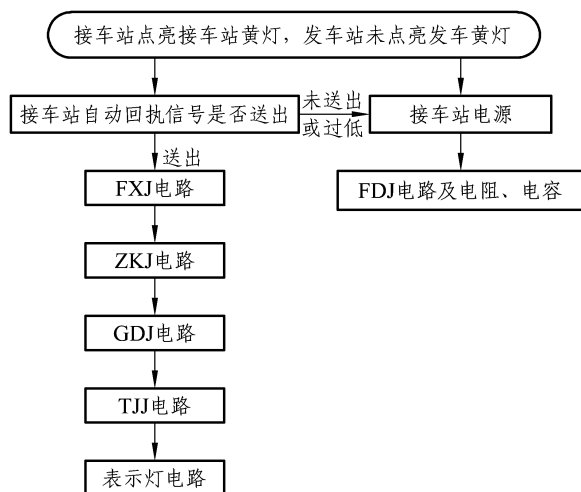 接车站点亮接车站黄灯，发车站未点亮发车黄灯
接车站自动回执信号是否送出
未送出
或过低
接车站电源
送出
FXJ电路
FDJ电路及电阻、电容
ZKJ电路
GDJ电路
TJJ电路
表示灯电路